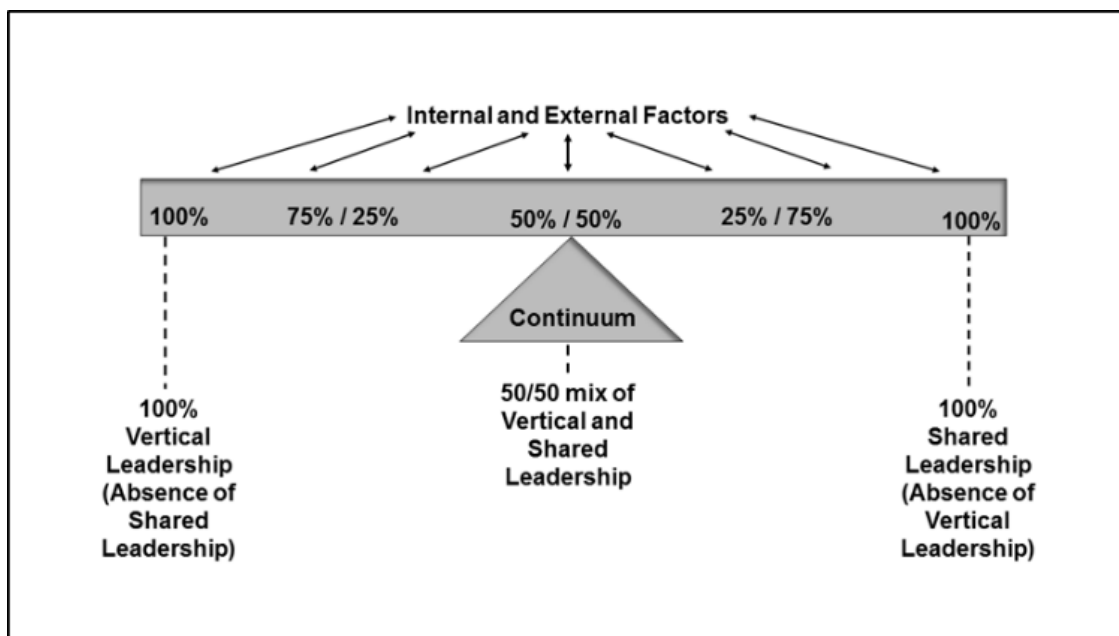 Internal and External Factors
100%
75% / 25%
50% / 50%
25% / 75%
100%
Continuum
100%
Vertical
Leadership
(Absence of
Shared
Leadership)
50/50 mix of
Vertical and
Shared
Leadership
100%
Shared
Leadership
(Absence of
Vertical
Leadership)